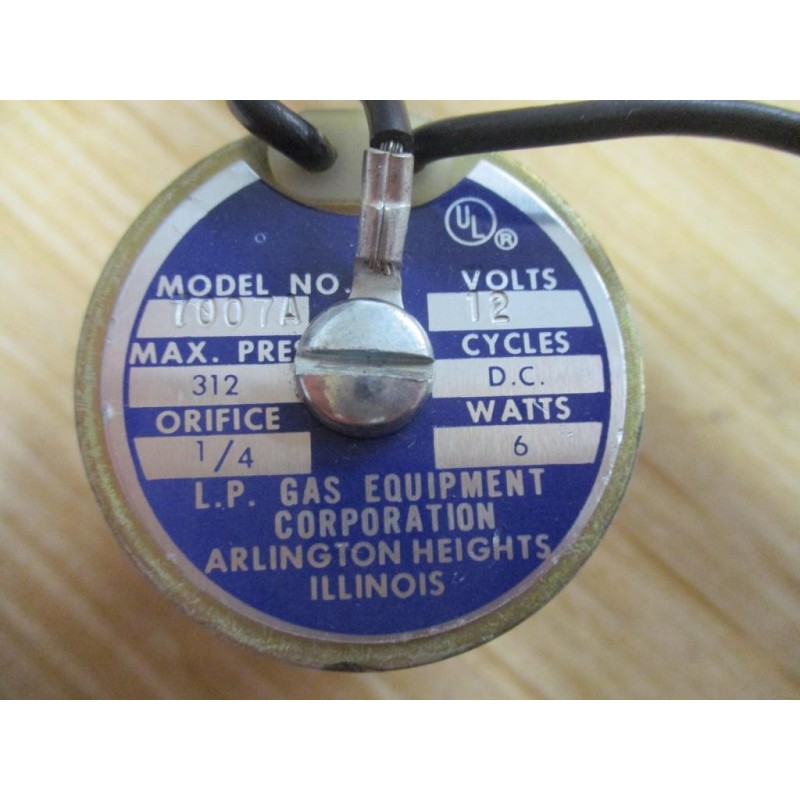 UL ®
MODEL NO. VOLTS
7007A 12
MAX. PRES CYCLES
312 D.C.
ORIFICE WATTS
1/4 6
L.P. GAS EQUIPMENT
CORPORATION
ARLINGTON HEIGHTS
ILLINOIS